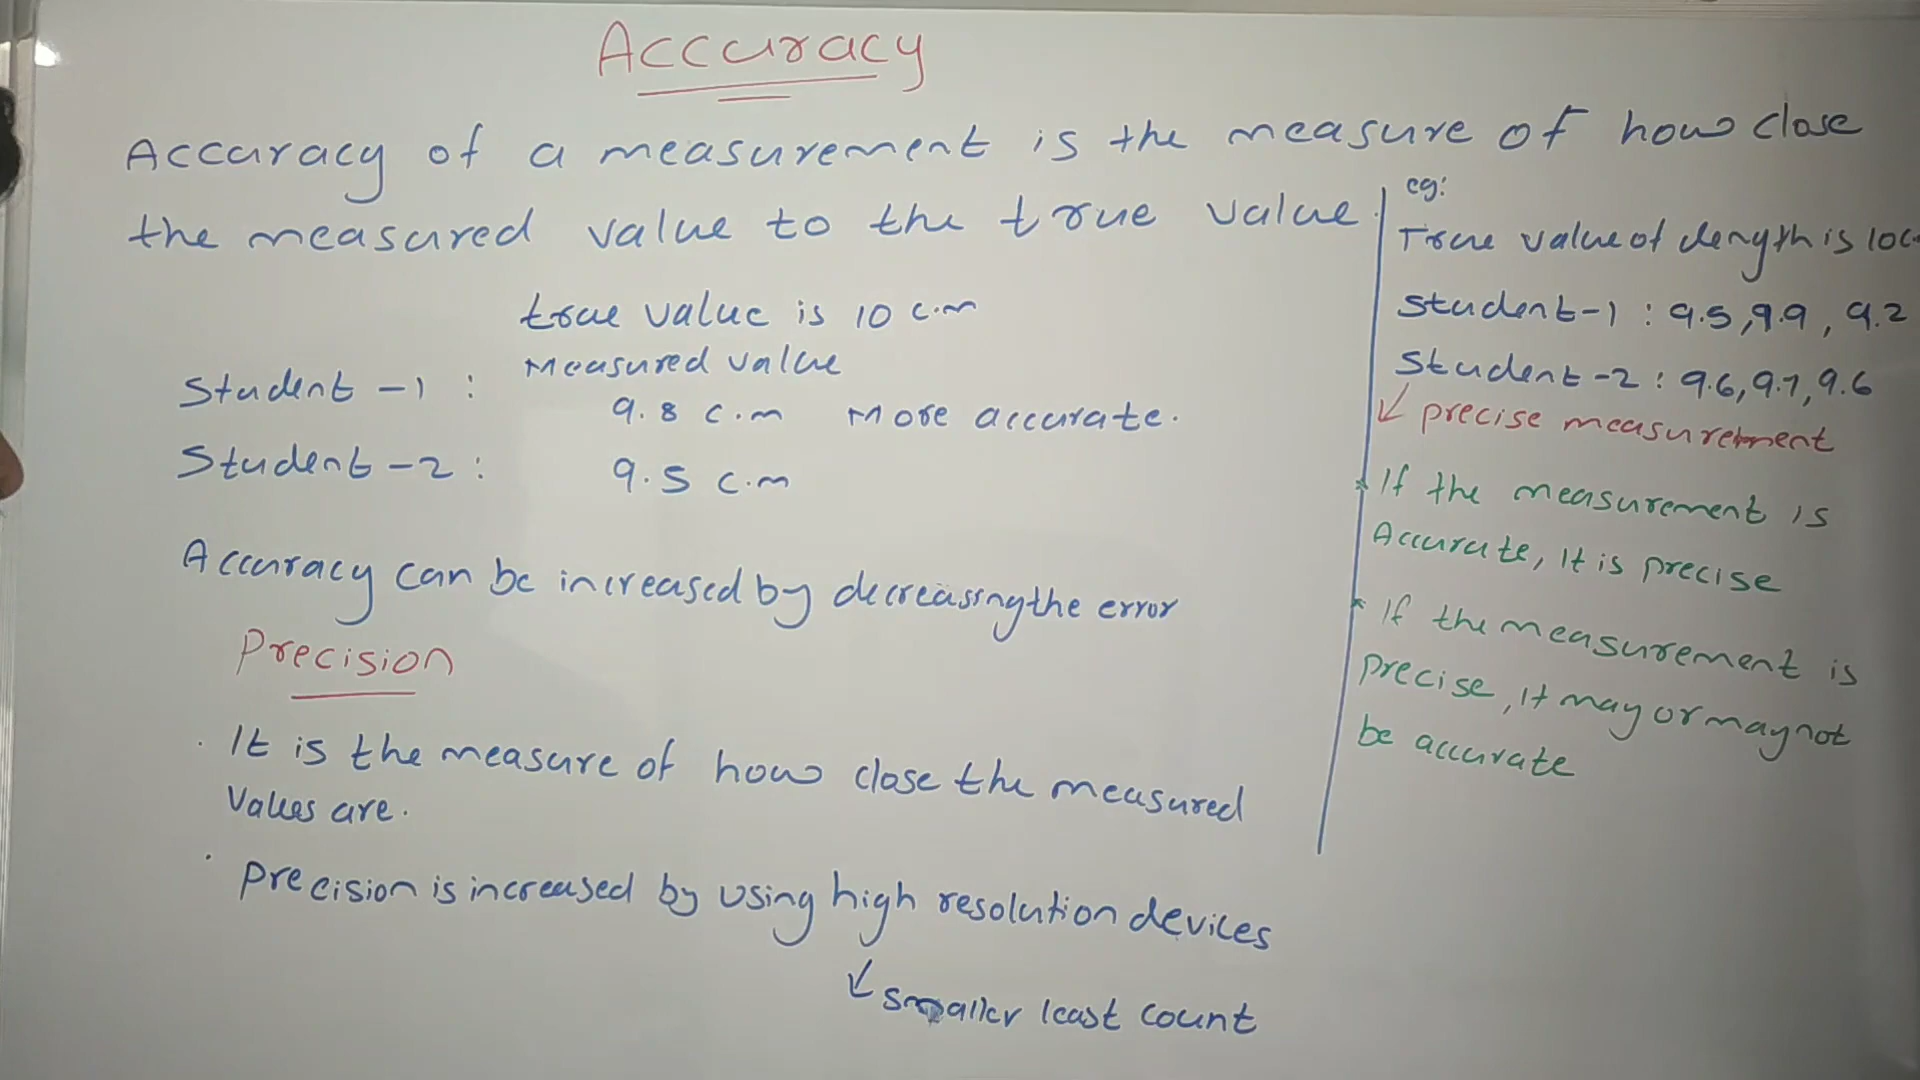 Accuracy
Accuracy of a measurement is the measure of how close
the measured value to the true value.
true value is 10 c.m
Measured value
Student-1 :
9.8 c.m More accurate.
Student-2 :
9.5 c.m
Accuracy can be increased by decreasing the error
Precision
. It is the measure of how close the measured
Values are.
. Precision is increased by using high resolution devices
↙ smaller least count
eg:
True value of length is 10c
Student-1 : 9.5, 9.9, 9.2
Student-2 : 9.6, 9.7, 9.6
↙ precise measurement
* If the measurement is
Accurate, It is precise
* If the measurement is
precise, it may or may not
be accurate